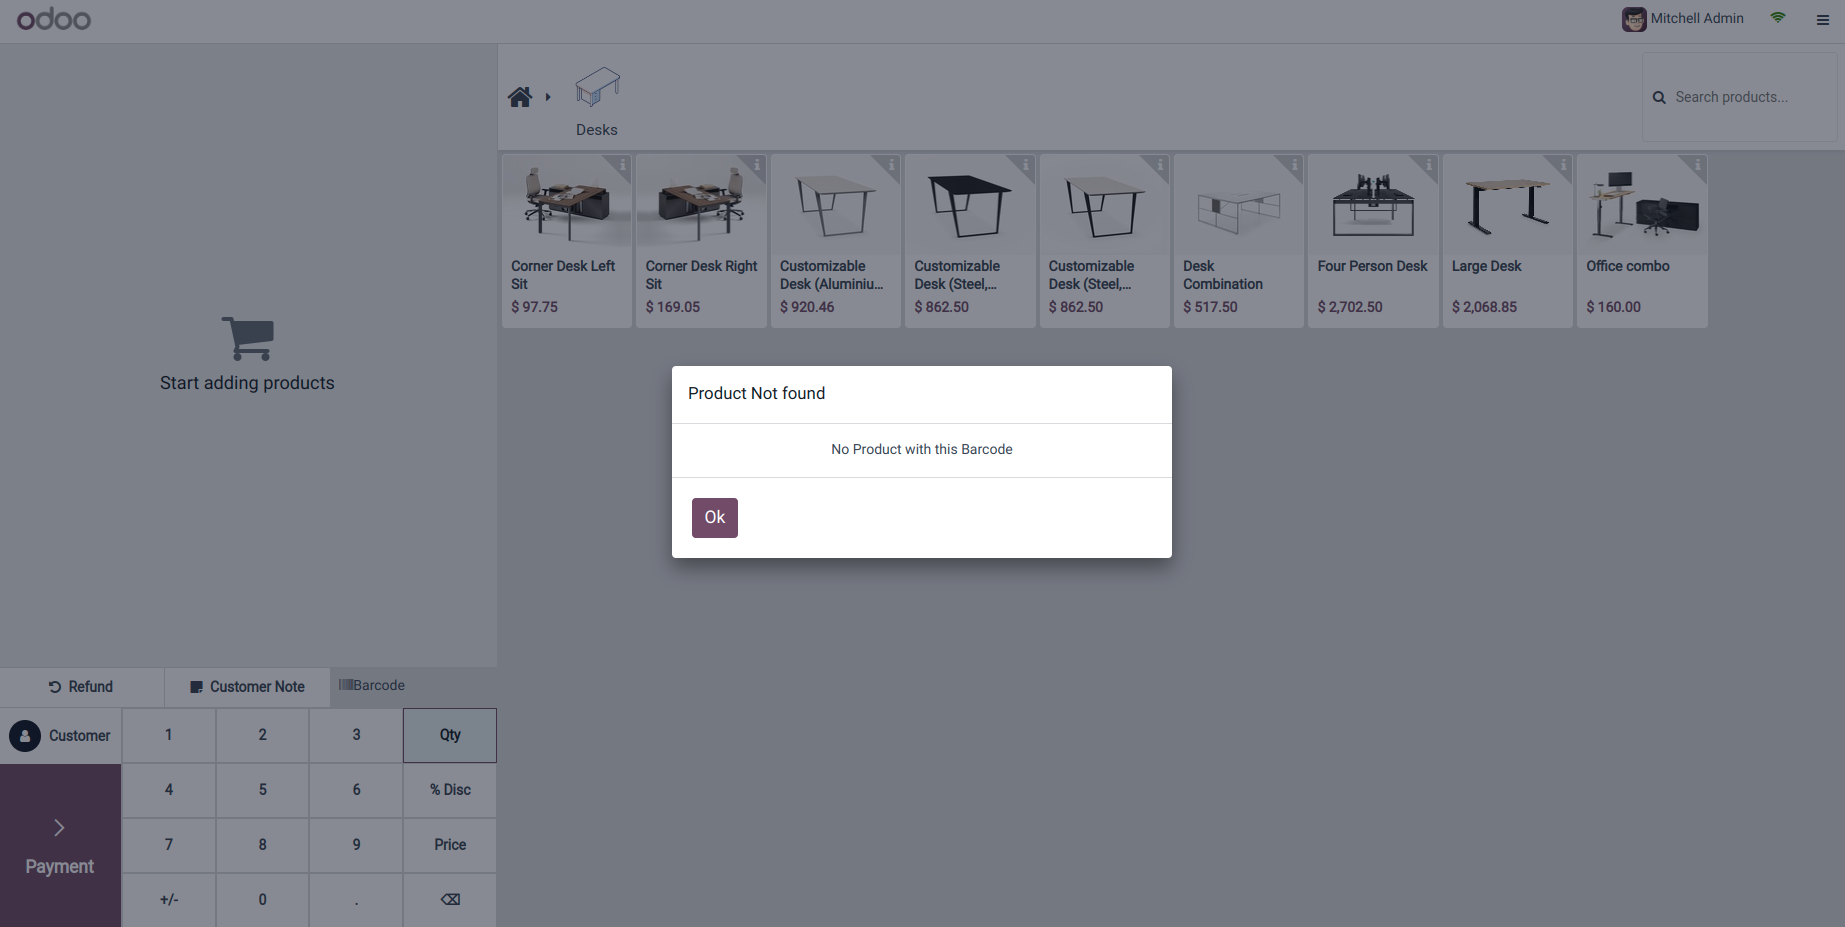 odoo
Mitchell Admin
Desks
Search products...
Corner Desk Left
Sit
$ 97.75
Corner Desk Right
Sit
$ 169.05
Customizable
Desk (Aluminiu...
$ 920.46
Customizable
Desk (Steel,...
$ 862.50
Customizable
Desk (Steel,...
$ 862.50
Desk
Combination
$ 517.50
Four Person Desk
$ 2,702.50
Large Desk
$ 2,068.85
Office combo
$ 160.00
Start adding products
Product Not found
No Product with this Barcode
Ok
Refund
Customer Note
Barcode
Customer
1
2
3
Qty
4
5
6
% Disc
7
8
9
Price
Payment
+/-
0
.
⌫